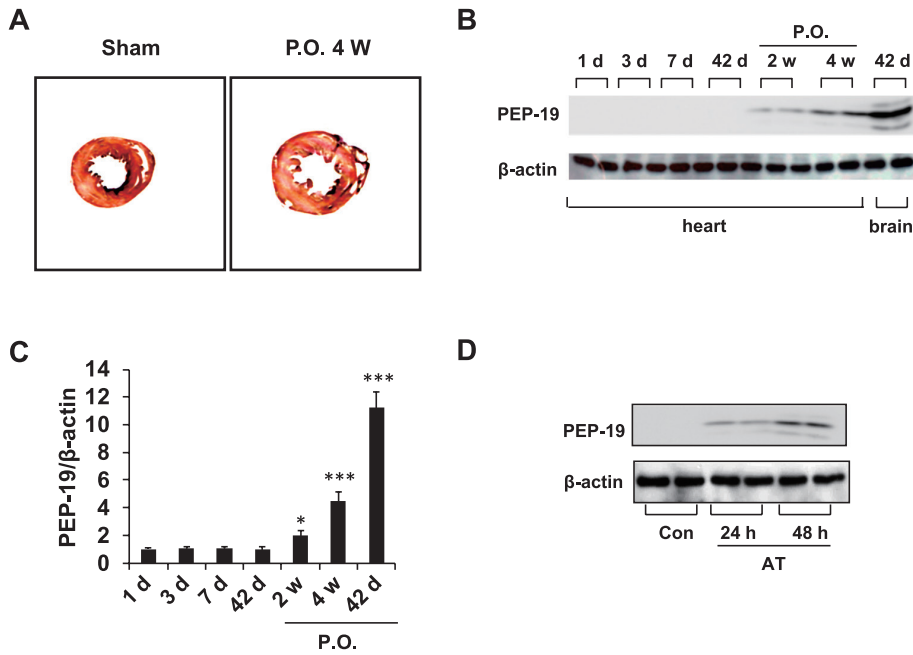 A
Sham
P.O. 4 W
B
P.O.
1 d 3 d 7 d 42 d 2 w 4 w 42 d
PEP-19
β-actin
heart
brain
C
PEP-19/β-actin
14
12
10
8
6
4
2
0
* *** ***
1 d 3 d 7 d 42 d 2 w 4 w 42 d
P.O.
D
PEP-19
β-actin
Con 24 h 48 h
AT